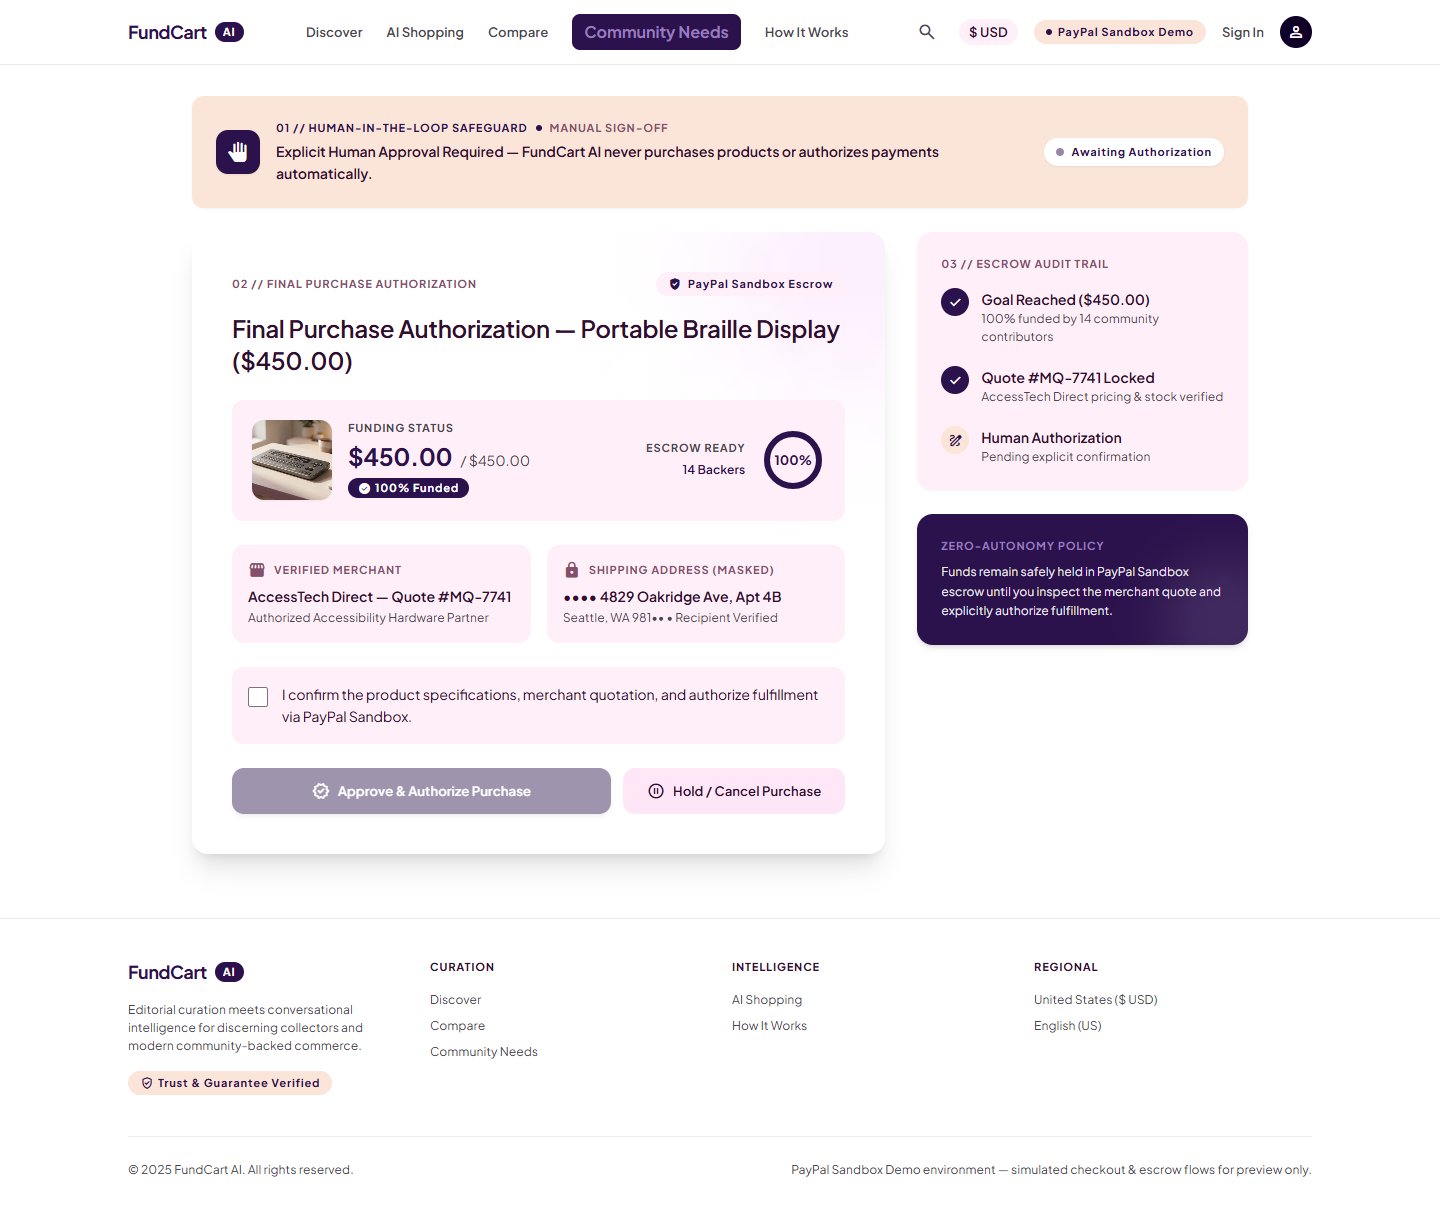 FundCart AI
Discover
AI Shopping
Compare
Community Needs
How It Works
$ USD
PayPal Sandbox Demo
Sign In
01 // HUMAN-IN-THE-LOOP SAFEGUARD • MANUAL SIGN-OFF
Explicit Human Approval Required — FundCart AI never purchases products or authorizes payments
automatically.
Awaiting Authorization
02 // FINAL PURCHASE AUTHORIZATION
PayPal Sandbox Escrow
Final Purchase Authorization — Portable Braille Display
($450.00)
FUNDING STATUS
$450.00 / $450.00
100% Funded
ESCROW READY
14 Backers
100%
VERIFIED MERCHANT
AccessTech Direct — Quote #MQ-7741
Authorized Accessibility Hardware Partner
SHIPPING ADDRESS (MASKED)
•••• 4829 Oakridge Ave, Apt 4B
Seattle, WA 981•• • Recipient Verified
I confirm the product specifications, merchant quotation, and authorize fulfillment
via PayPal Sandbox.
Approve & Authorize Purchase
Hold / Cancel Purchase
03 // ESCROW AUDIT TRAIL
Goal Reached ($450.00)
100% funded by 14 community
contributors
Quote #MQ-7741 Locked
AccessTech Direct pricing & stock verified
Human Authorization
Pending explicit confirmation
ZERO-AUTONOMY POLICY
Funds remain safely held in PayPal Sandbox
escrow until you inspect the merchant quote and
explicitly authorize fulfillment.
FundCart AI
Editorial curation meets conversational
intelligence for discerning collectors and
modern community-backed commerce.
Trust & Guarantee Verified
CURATION
Discover
Compare
Community Needs
INTELLIGENCE
AI Shopping
How It Works
REGIONAL
United States ($ USD)
English (US)
© 2025 FundCart AI. All rights reserved.
PayPal Sandbox Demo environment — simulated checkout & escrow flows for preview only.